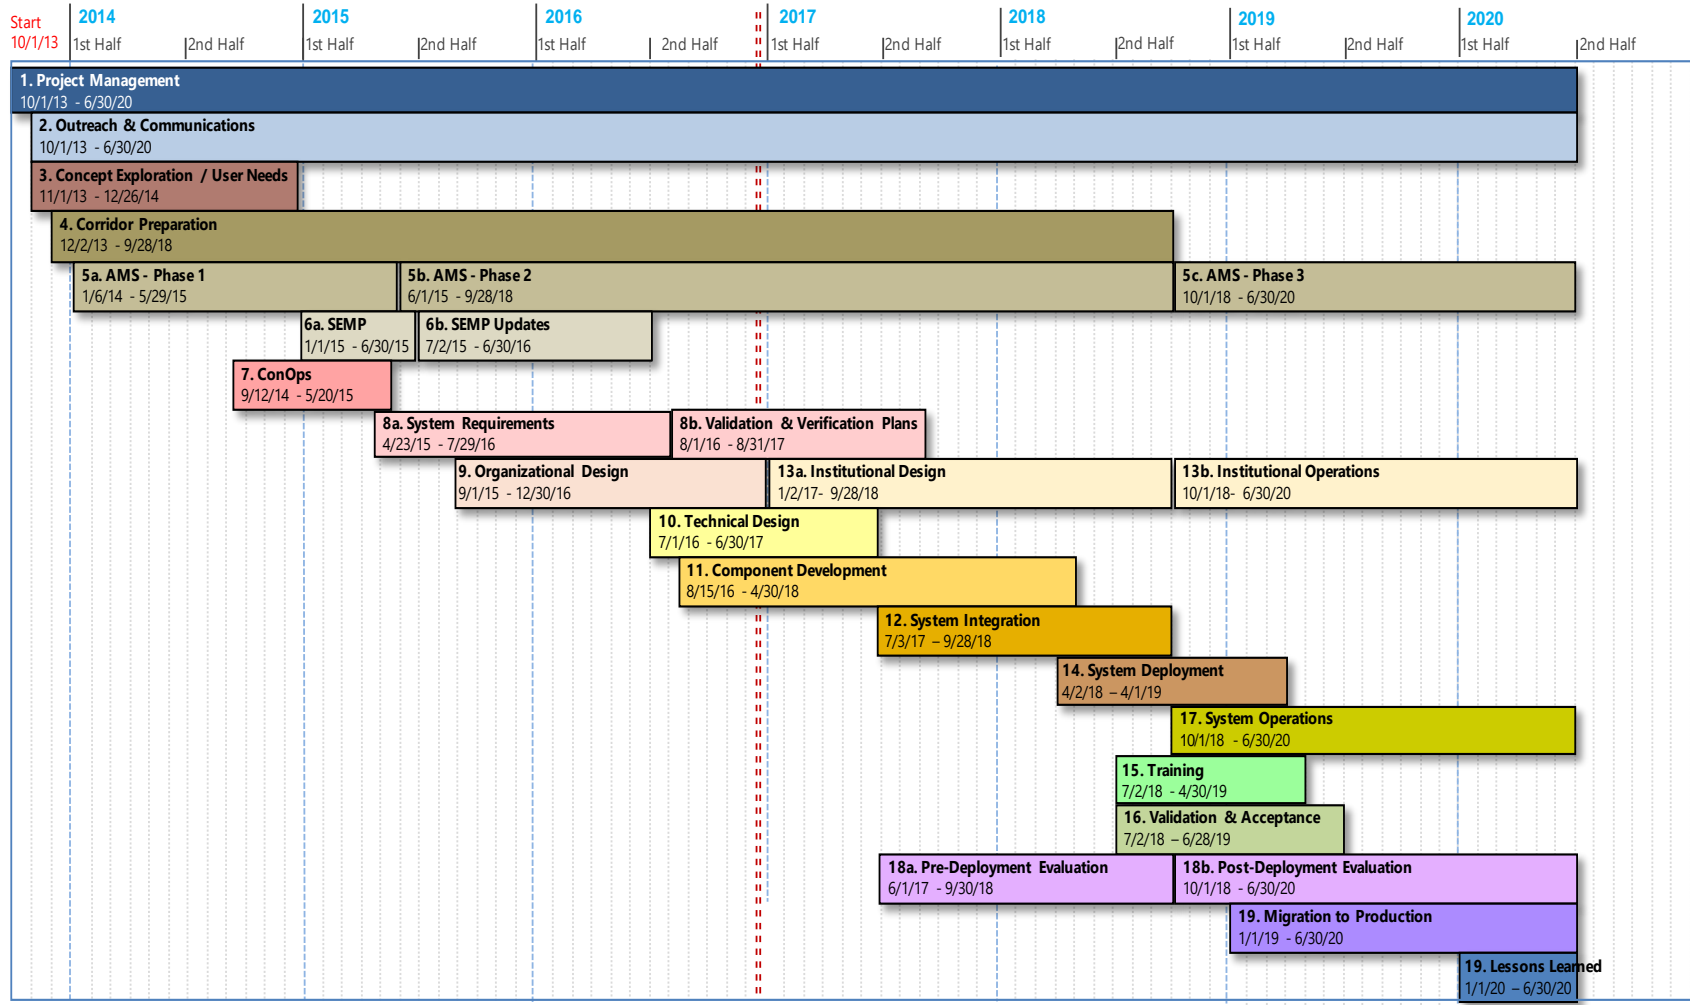 Start
10/1/13
2014
2015
2016
2017
2018
2019
2020
1st Half
2nd Half
1st Half
2nd Half
1st Half
2nd Half
1st Half
2nd Half
1st Half
2nd Half
1st Half
2nd Half
1st Half
2nd Half
1. Project Management
10/1/13 - 6/30/20
2. Outreach & Communications
10/1/13 - 6/30/20
3. Concept Exploration / User Needs
11/1/13 - 12/26/14
4. Corridor Preparation
12/2/13 - 9/28/18
5a. AMS - Phase 1
1/6/14 - 5/29/15
5b. AMS - Phase 2
6/1/15 - 9/28/18
5c. AMS - Phase 3
10/1/18 - 6/30/20
6a. SEMP
1/1/15 - 6/30/15
6b. SEMP Updates
7/2/15 - 6/30/16
7. ConOps
9/12/14 - 5/20/15
8a. System Requirements
4/23/15 - 7/29/16
8b. Validation & Verification Plans
8/1/16 - 8/31/17
9. Organizational Design
9/1/15 - 12/30/16
13a. Institutional Design
1/2/17- 9/28/18
13b. Institutional Operations
10/1/18- 6/30/20
10. Technical Design
7/1/16 - 6/30/17
11. Component Development
8/15/16 - 4/30/18
12. System Integration
7/3/17 – 9/28/18
14. System Deployment
4/2/18 – 4/1/19
17. System Operations
10/1/18 - 6/30/20
15. Training
7/2/18 - 4/30/19
16. Validation & Acceptance
7/2/18 – 6/28/19
18a. Pre-Deployment Evaluation
6/1/17 - 9/30/18
18b. Post-Deployment Evaluation
10/1/18 - 6/30/20
19. Migration to Production
1/1/19 - 6/30/20
19. Lessons Learned
1/1/20 – 6/30/20